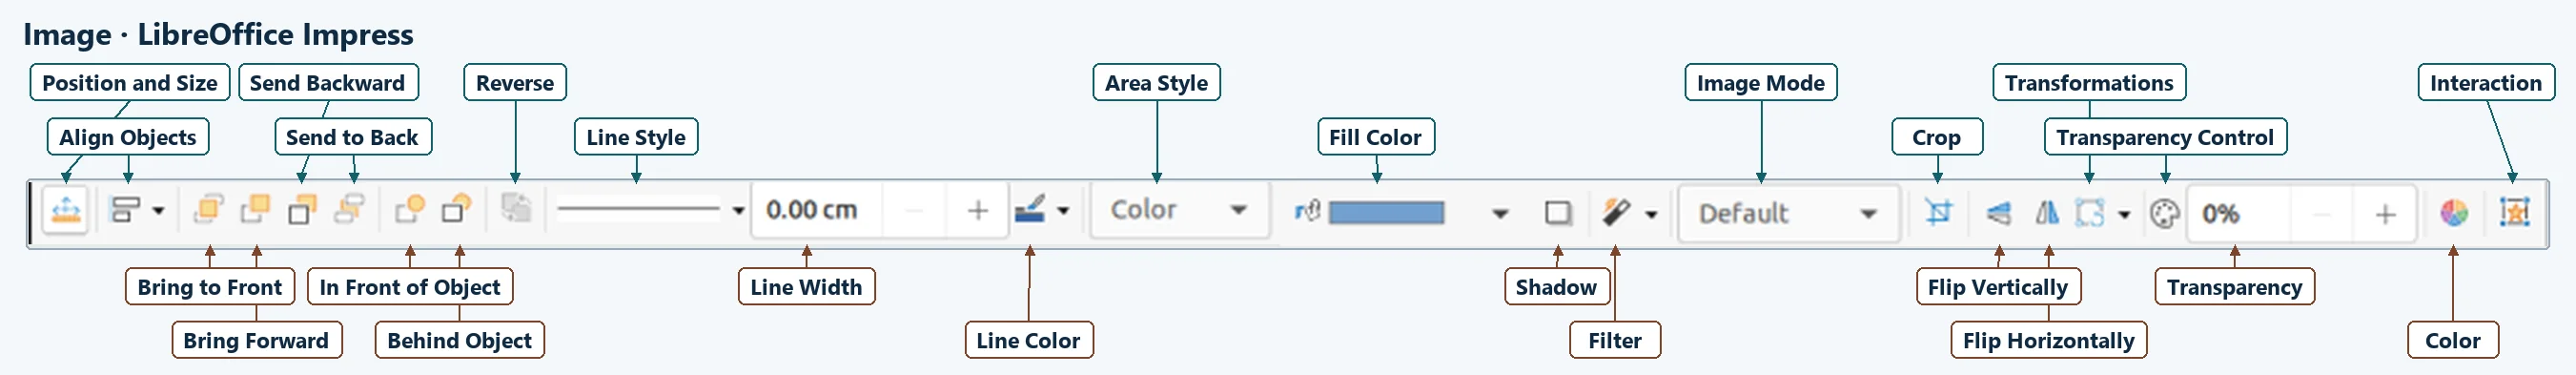 Image · LibreOffice Impress
Position and Size
Send Backward
Reverse
Area Style
Image Mode
Transformations
Interaction
Align Objects
Send to Back
Line Style
Fill Color
Crop
Transparency Control
0.00 cm
Color
Default
0%
Bring to Front
In Front of Object
Line Width
Shadow
Flip Vertically
Transparency
Bring Forward
Behind Object
Line Color
Filter
Flip Horizontally
Color